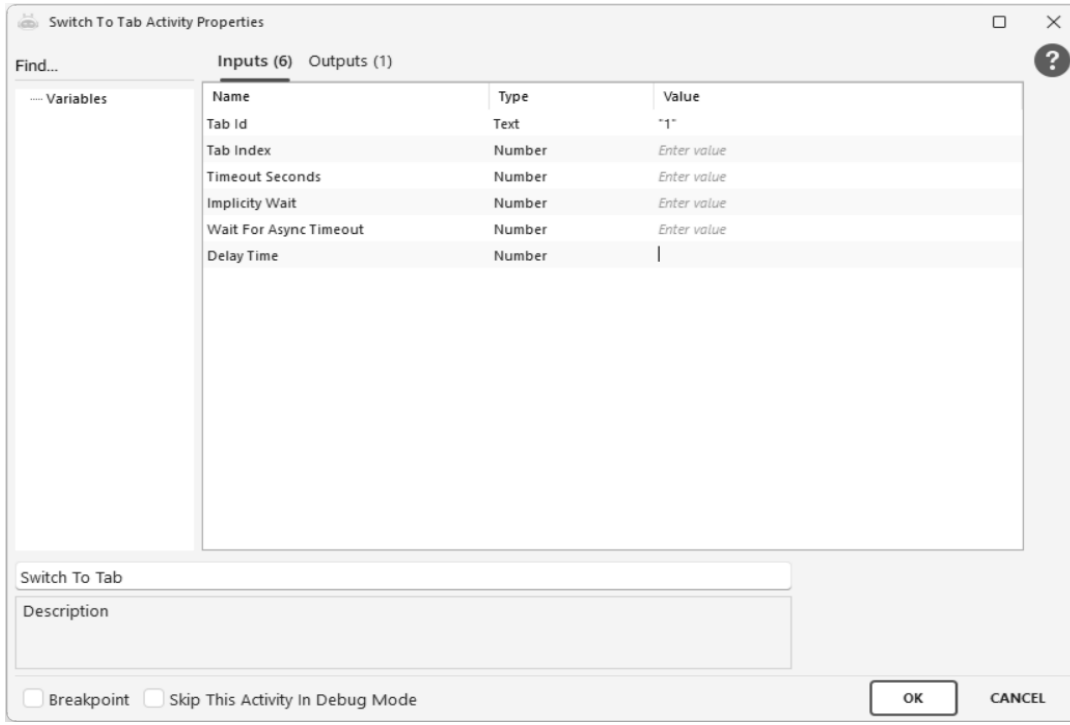 Switch To Tab Activity Properties
Find...
Inputs (6) Outputs (1)
?
Variables
Name Type Value
Tab Id Text "1"
Tab Index Number Enter value
Timeout Seconds Number Enter value
Implicity Wait Number Enter value
Wait For Async Timeout Number Enter value
Delay Time Number
Switch To Tab
Description
Breakpoint Skip This Activity In Debug Mode
OK CANCEL